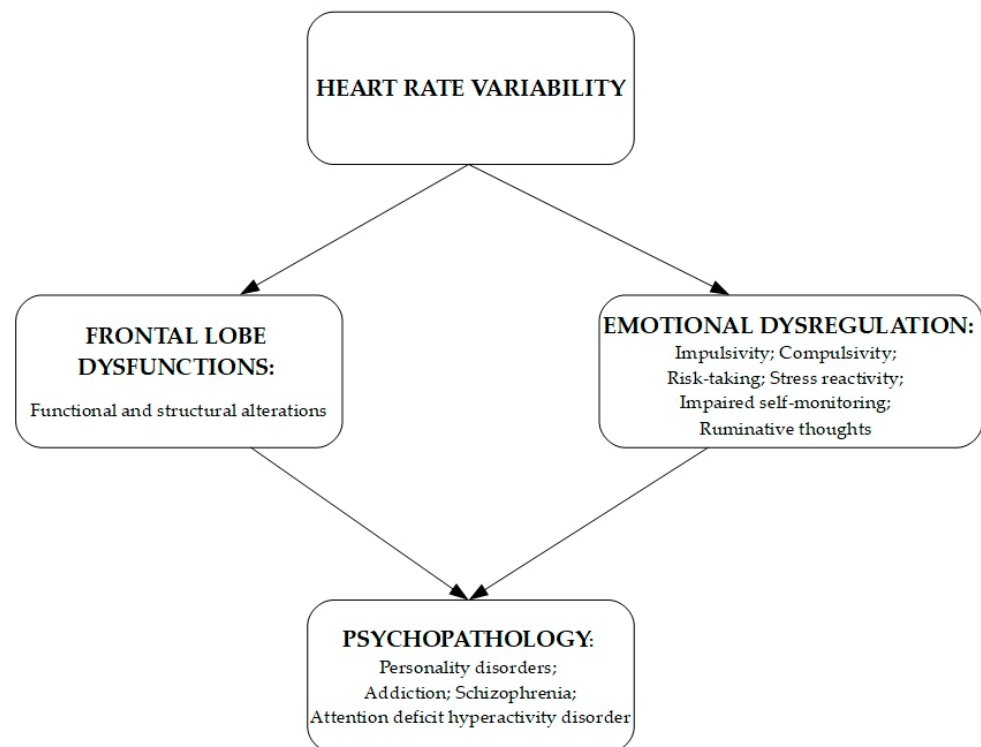 HEART RATE VARIABILITY
FRONTAL LOBE
DYSFUNCTIONS:
Functional and structural alterations
EMOTIONAL DYSREGULATION:
Impulsivity; Compulsivity;
Risk-taking; Stress reactivity;
Impaired self-monitoring;
Ruminative thoughts
PSYCHOPATHOLOGY:
Personality disorders;
Addiction; Schizophrenia;
Attention deficit hyperactivity disorder